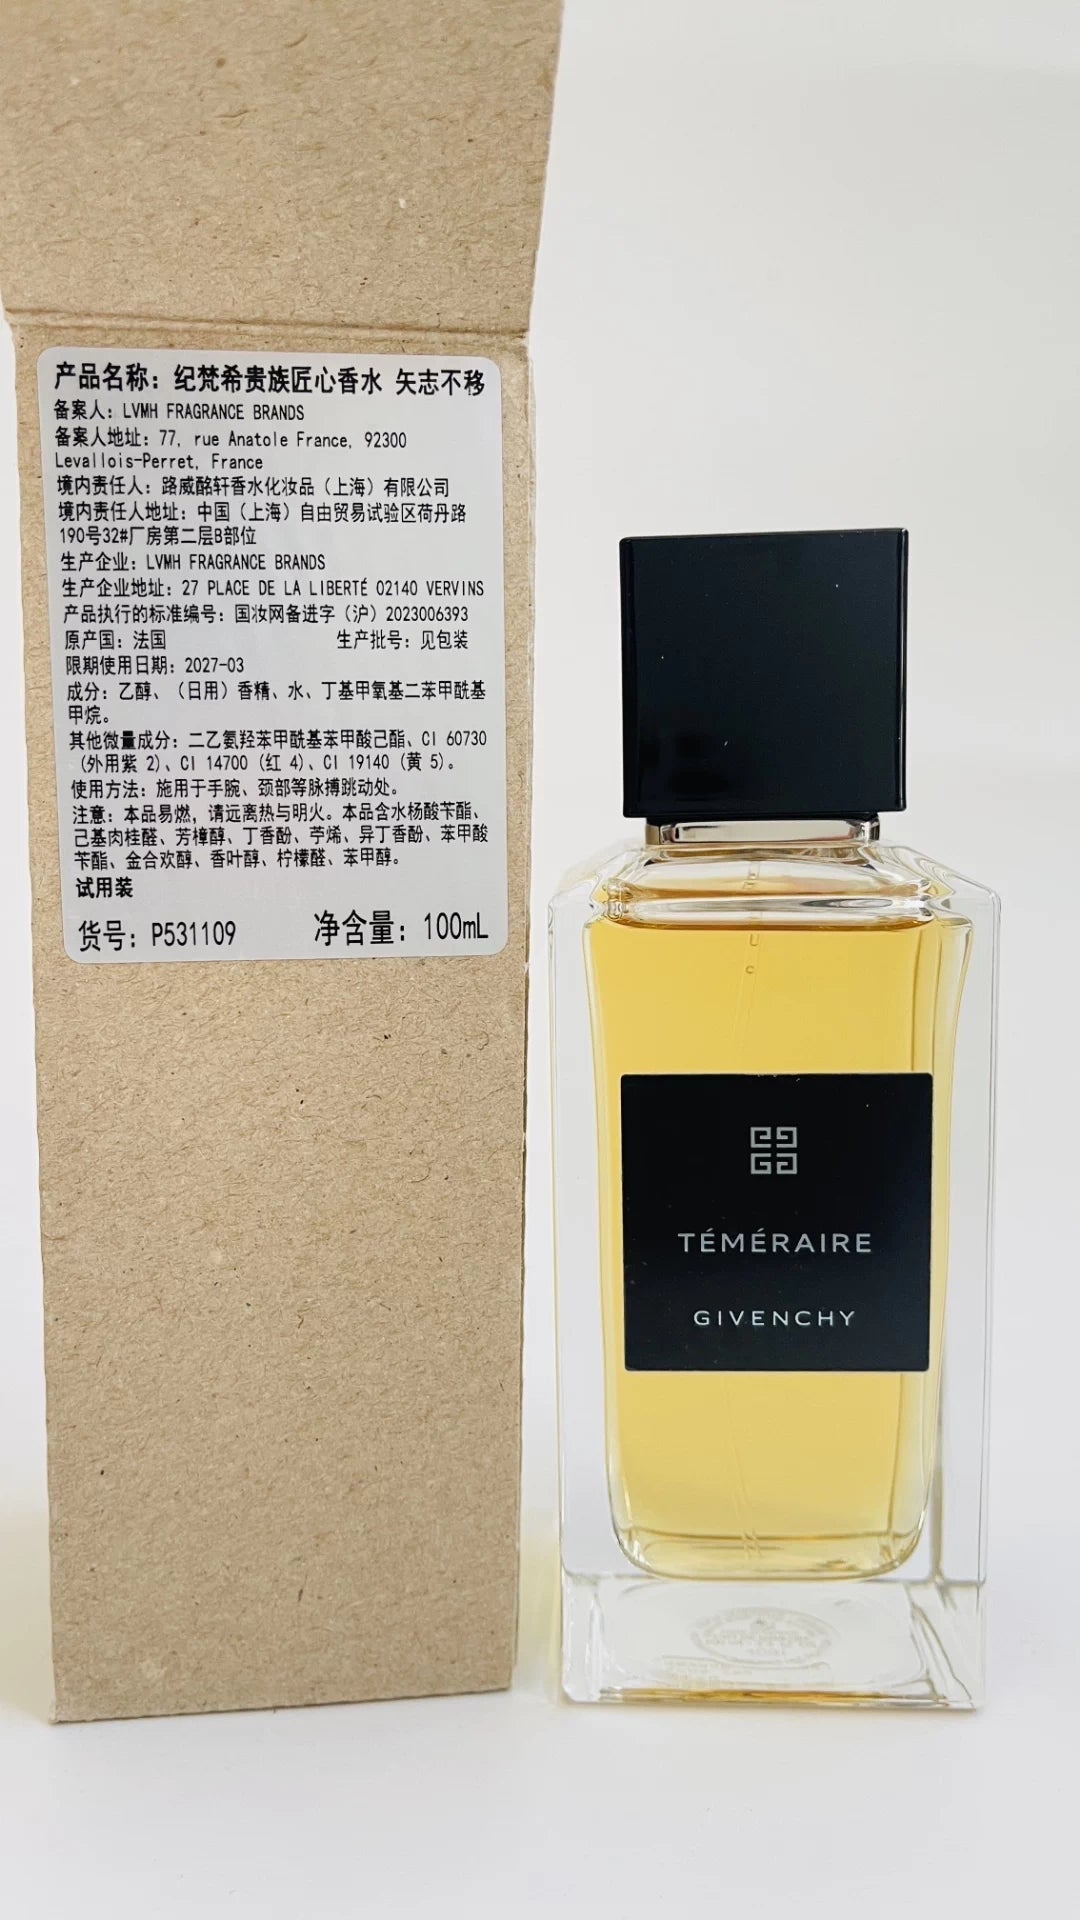 产品名称：纪梵希贵族匠心香水 矢志不移
备案人：LVMH FRAGRANCE BRANDS
备案人地址：77, rue Anatole France, 92300
Levallois-Perret, France
境内责任人：路威酩轩香水化妆品（上海）有限公司
境内责任人地址：中国（上海）自由贸易试验区荷丹路
190号32#厂房第二层B部位
生产企业：LVMH FRAGRANCE BRANDS
生产企业地址：27 PLACE DE LA LIBERTÉ 02140 VERVINS
产品执行的标准编号：国妆网备进字（沪）2023006393
原产国：法国 生产批号：见包装
限期使用日期：2027-03
成分：乙醇、（日用）香精、水、丁基甲氧基二苯甲酰基
甲烷。
其他微量成分：二乙氨羟苯甲酰基苯甲酸己酯、CI 60730
（外用紫 2）、CI 14700（红 4）、CI 19140（黄 5）。
使用方法：施用于手腕、颈部等脉搏跳动处。
注意：本品易燃，请远离热与明火。本品含水杨酸苄酯、
己基肉桂醛、芳樟醇、丁香酚、苧烯、异丁香酚、苯甲酸
苄酯、金合欢醇、香叶醇、柠檬醛、苯甲醇。
试用装
货号：P531109 净含量：100mL
TÉMÉRAIRE
GIVENCHY